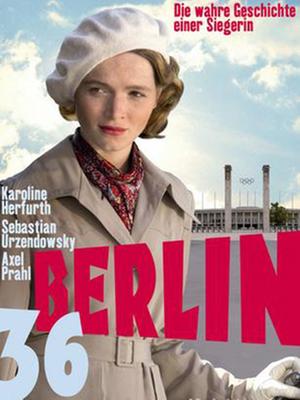 Die wahre Geschichte
einer Siegerin
Karoline
Herfurth
Sebastian
Urzendowsky
Axel
Prahl
BERLIN
36